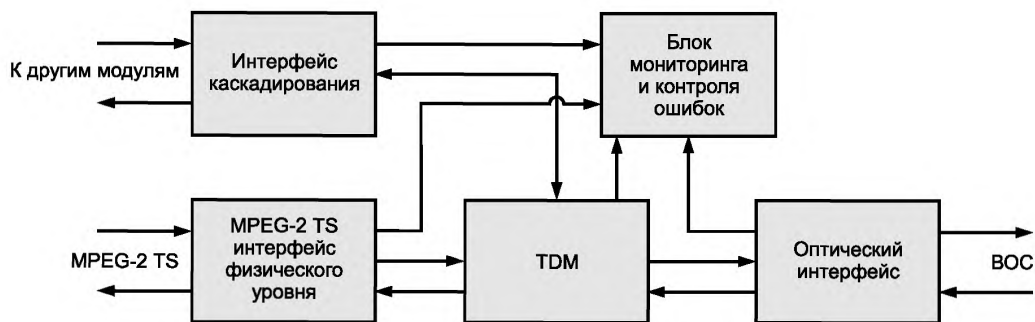 К другим модулям
Интерфейс
каскадирования
Блок
мониторинга
и контроля
ошибок
MPEG-2 TS
MPEG-2 TS
интерфейс
физического
уровня
TDM
Оптический
интерфейс
ВОС